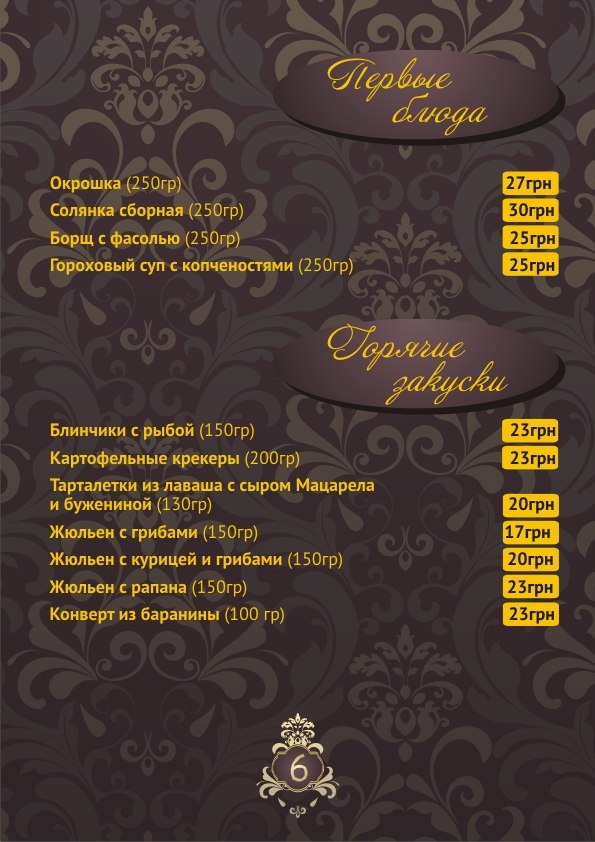 Первые
блюда
Окрошка (250гр) 27грн
Солянка сборная (250гр) 30грн
Борщ с фасолью (250гр) 25грн
Гороховый суп с копченостями (250гр) 25грн
Горячие
закуски
Блинчики с рыбой (150гр) 23грн
Картофельные крекеры (200гр) 23грн
Тарталетки из лаваша с сыром Мацарела
и бужениной (130гр) 20грн
Жюльен с грибами (150гр) 17грн
Жюльен с курицей и грибами (150гр) 20грн
Жюльен с рапана (150гр) 23грн
Конверт из баранины (100 гр) 23грн
6